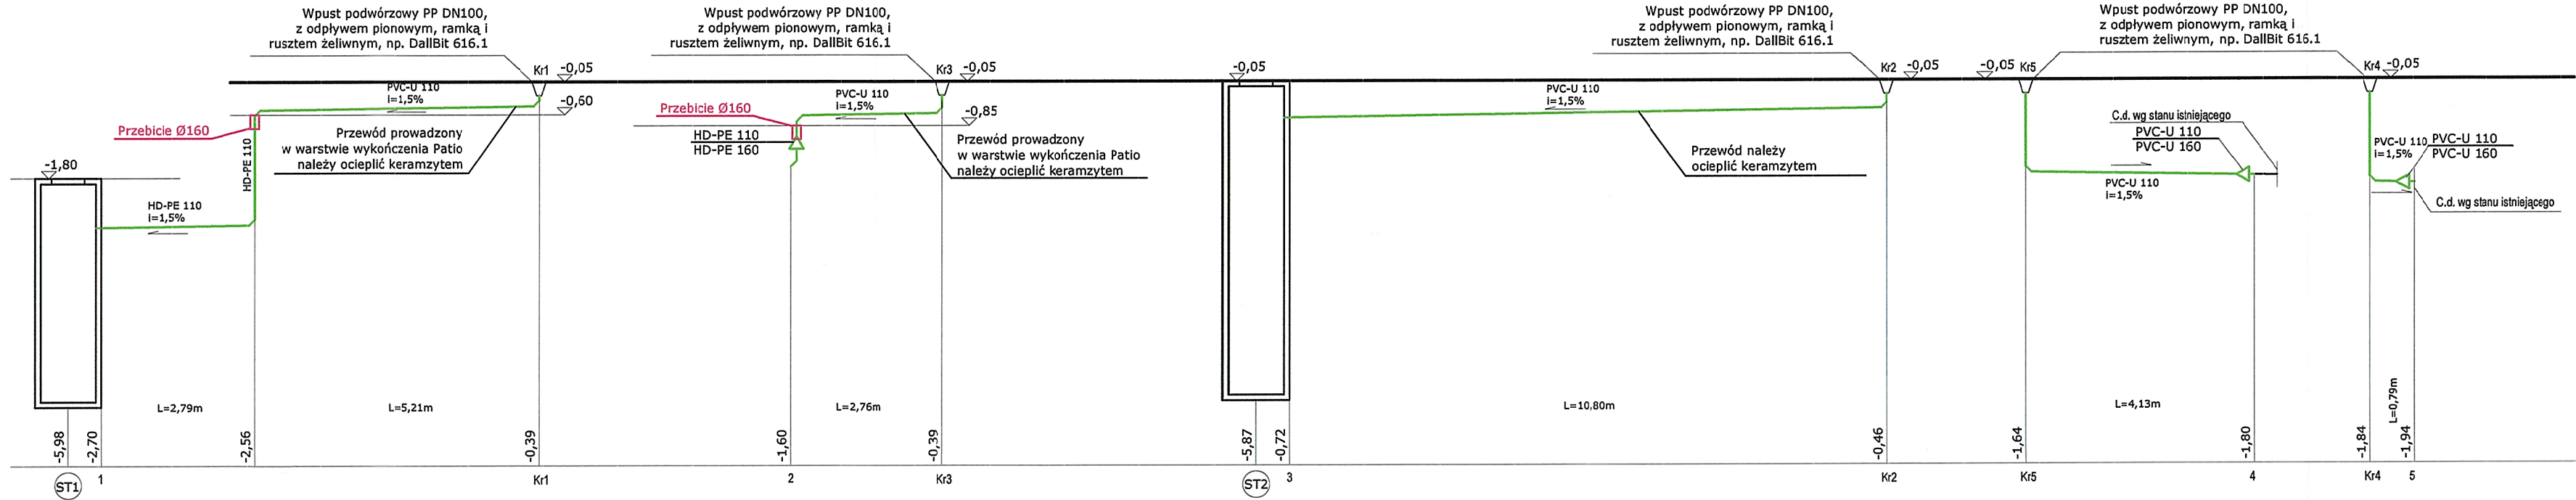 Wpust podwórzowy PP DN100,
z odpływem pionowym, ramką i
rusztem żeliwnym, np. DallBit 616.1
Wpust podwórzowy PP DN100,
z odpływem pionowym, ramką i
rusztem żeliwnym, np. DallBit 616.1
Wpust podwórzowy PP DN100,
z odpływem pionowym, ramką i
rusztem żeliwnym, np. DallBit 616.1
Wpust podwórzowy PP DN100,
z odpływem pionowym, ramką i
rusztem żeliwnym, np. DallBit 616.1
Kr1
-0,05
Kr3
-0,05
-0,05
Kr2
-0,05
-0,05
Kr5
Kr4
-0,05
PVC-U 110
i=1,5%
-0,60
Przebicie Ø160
Przewód prowadzony
w warstwie wykończenia Patio
należy ocieplić keramzytem
-1,80
HD-PE 110
HD-PE 110
i=1,5%
Przebicie Ø160
PVC-U 110
i=1,5%
-0,85
HD-PE 110
HD-PE 160
Przewód prowadzony
w warstwie wykończenia Patio
należy ocieplić keramzytem
PVC-U 110
i=1,5%
Przewód należy
ocieplić keramzytem
C.d. wg stanu istniejącego
PVC-U 110
PVC-U 160
PVC-U 110
i=1,5%
PVC-U 110
i=1,5%
PVC-U 110
PVC-U 160
C.d. wg stanu istniejącego
L=2,79m
L=5,21m
L=2,76m
L=10,80m
L=4,13m
L=0,79m
-5,98
-2,70
-2,56
-0,39
-1,60
-0,39
-5,87
-0,72
-0,46
-1,64
-1,80
-1,84
-1,94
ST1
1
Kr1
2
Kr3
ST2
3
Kr2
Kr5
4
Kr4
5